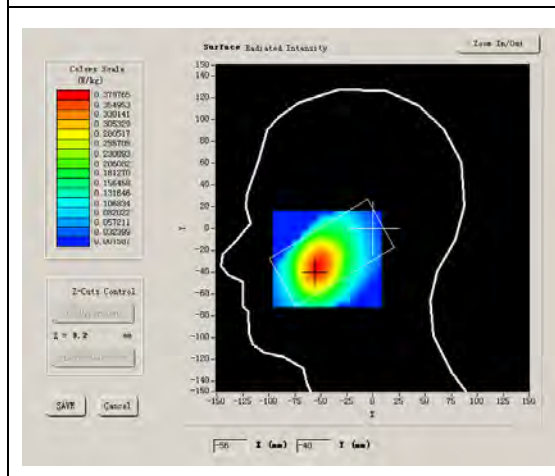 Surface Radiated Intensity
Zoom In/Out
Colors Scale
(W/kg)
0.379765
0.354953
0.330141
0.305329
0.280517
0.255705
0.230893
0.206082
0.181270
0.156458
0.131646
0.106834
0.082022
0.057211
0.032399
150
140
120
100
80
60
40
20
0
-20
-40
-60
-80
-100
-120
-140
-150
Y
-150 -125 -100 -75 -50 -25 0 25 50 75 100 125 150
X
Z-Cuts Control
Z = 9.2 mm
SAVE Cancel
-56 X (mm) -40 Y (mm)